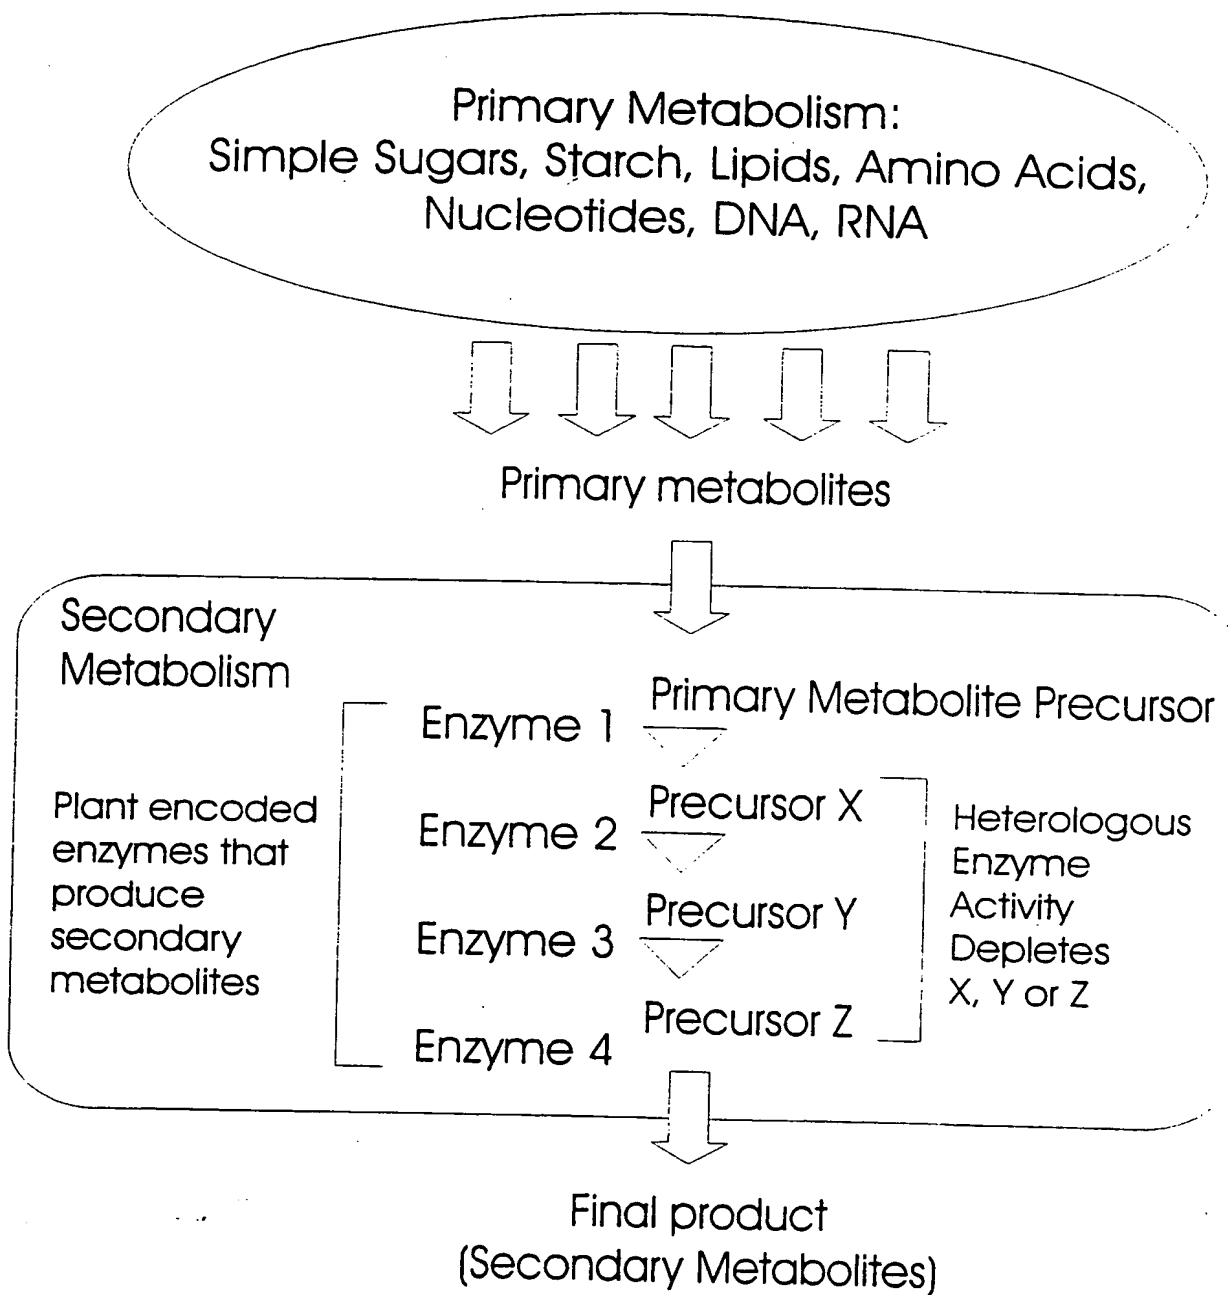 Primary Metabolism:
Simple Sugars, Starch, Lipids, Amino Acids,
Nucleotides, DNA, RNA
Primary metabolites
Secondary
Metabolism
Primary Metabolite Precursor
Enzyme 1
Plant encoded
enzymes that
produce
secondary
metabolites
Precursor X
Enzyme 2
Precursor Y
Enzyme 3
Precursor Z
Enzyme 4
Heterologous
Enzyme
Activity
Depletes
X, Y or Z
Final product
(Secondary Metabolites)